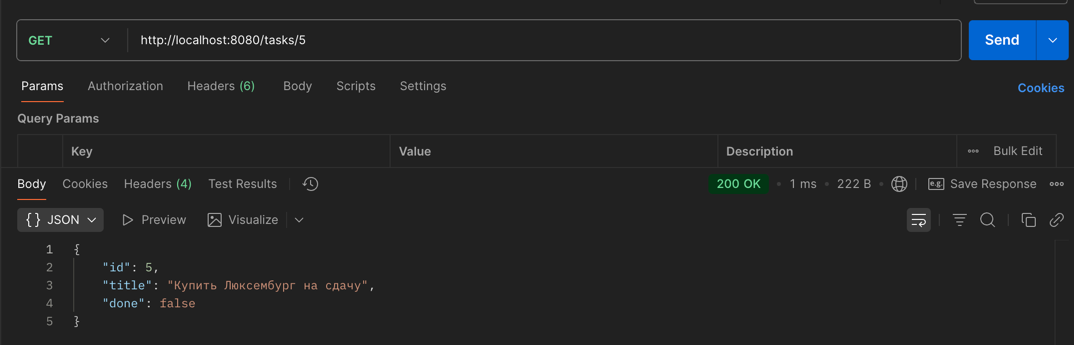 GET http://localhost:8080/tasks/5 Send
Params Authorization Headers (6) Body Scripts Settings Cookies
Query Params
Key Value Description Bulk Edit
Body Cookies Headers (4) Test Results 200 OK • 1 ms • 222 B • e.g. Save Response
{} JSON Preview Visualize
1 {
2 "id": 5,
3 "title": "Купить Люксембург на сдачу",
4 "done": false
5 }